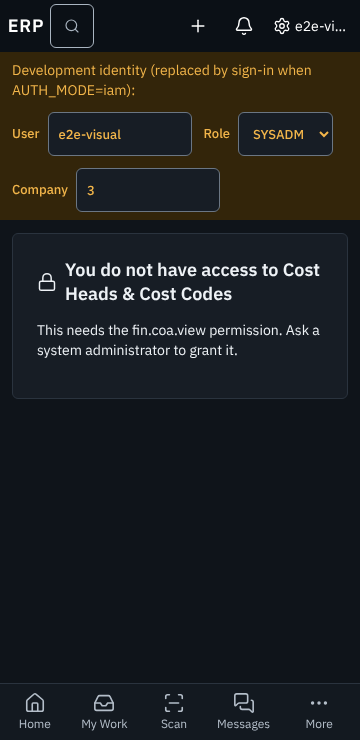 ERP
e2e-vi...
Development identity (replaced by sign-in when
AUTH_MODE=iam):
User e2e-visual Role SYSADM
Company 3
You do not have access to Cost
Heads & Cost Codes
This needs the fin.coa.view permission. Ask a
system administrator to grant it.
Home My Work Scan Messages More